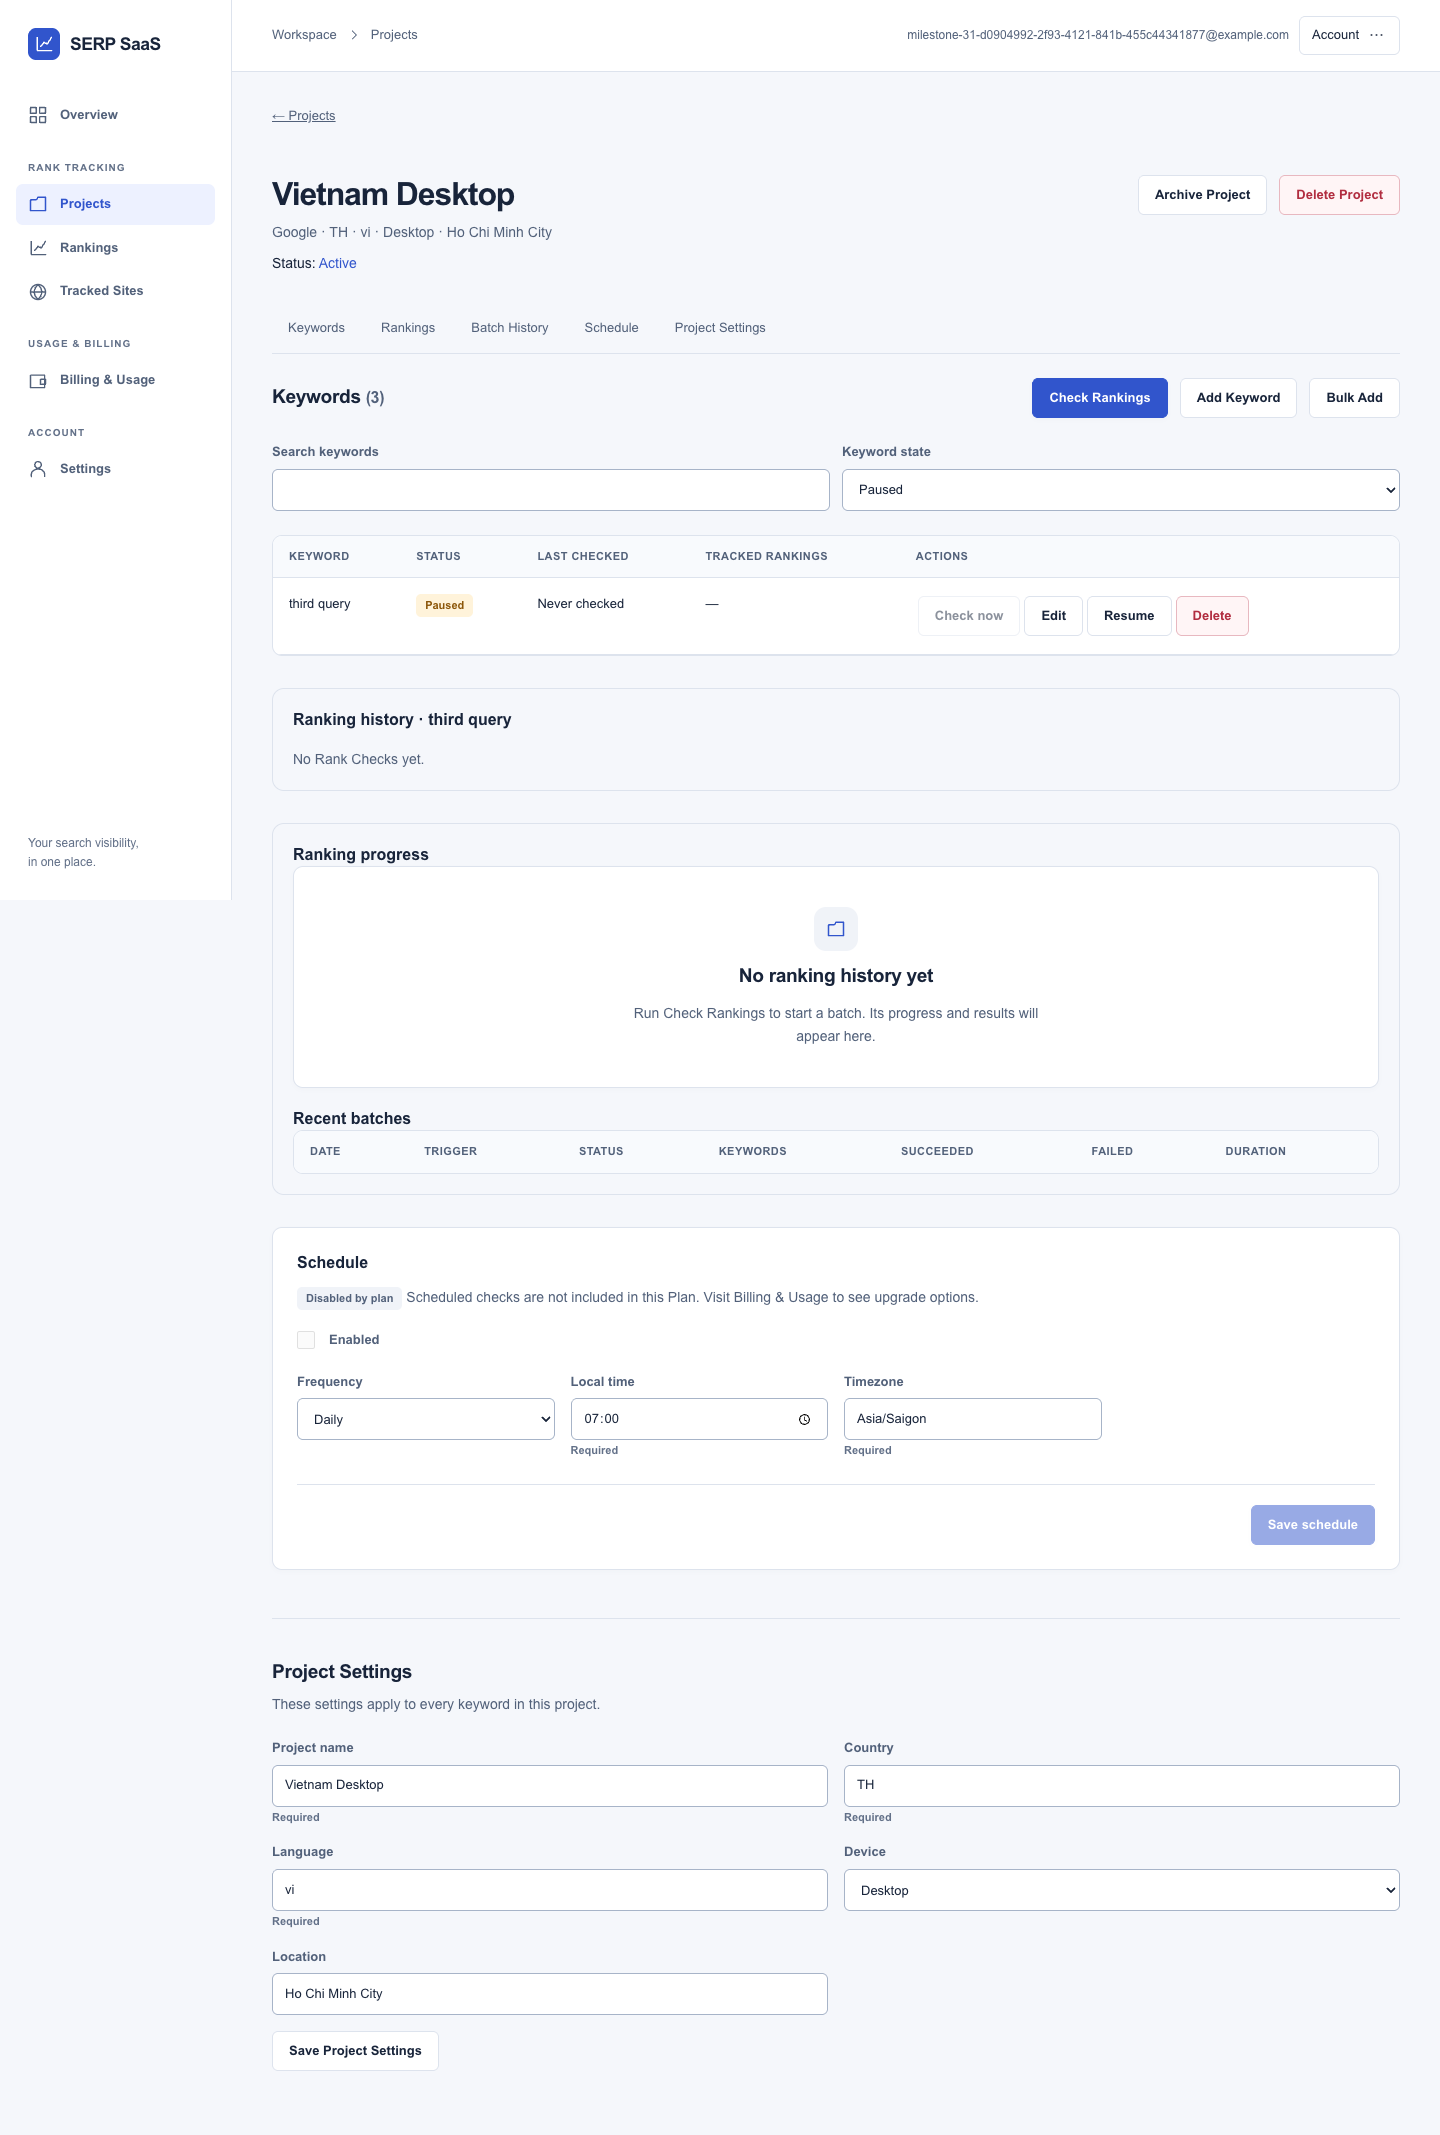 SERP SaaS
Overview
RANK TRACKING
Projects
Rankings
Tracked Sites
USAGE & BILLING
Billing & Usage
ACCOUNT
Settings
Your search visibility,
in one place.
Workspace > Projects
milestone-31-d0904992-2f93-4121-841b-455c44341877@example.com
Account ···
← Projects
Vietnam Desktop
Archive Project
Delete Project
Google · TH · vi · Desktop · Ho Chi Minh City
Status: Active
Keywords Rankings Batch History Schedule Project Settings
Keywords (3)
Check Rankings
Add Keyword
Bulk Add
Search keywords
Keyword state
Paused
KEYWORD STATUS LAST CHECKED TRACKED RANKINGS ACTIONS
third query Paused Never checked — Check now Edit Resume Delete
Ranking history · third query
No Rank Checks yet.
Ranking progress
No ranking history yet
Run Check Rankings to start a batch. Its progress and results will
appear here.
Recent batches
DATE TRIGGER STATUS KEYWORDS SUCCEEDED FAILED DURATION
Schedule
Disabled by plan Scheduled checks are not included in this Plan. Visit Billing & Usage to see upgrade options.
Enabled
Frequency Local time Timezone
Daily 07:00 Asia/Saigon
Required Required
Save schedule
Project Settings
These settings apply to every keyword in this project.
Project name Country
Vietnam Desktop TH
Required Required
Language Device
vi Desktop
Required
Location
Ho Chi Minh City
Save Project Settings